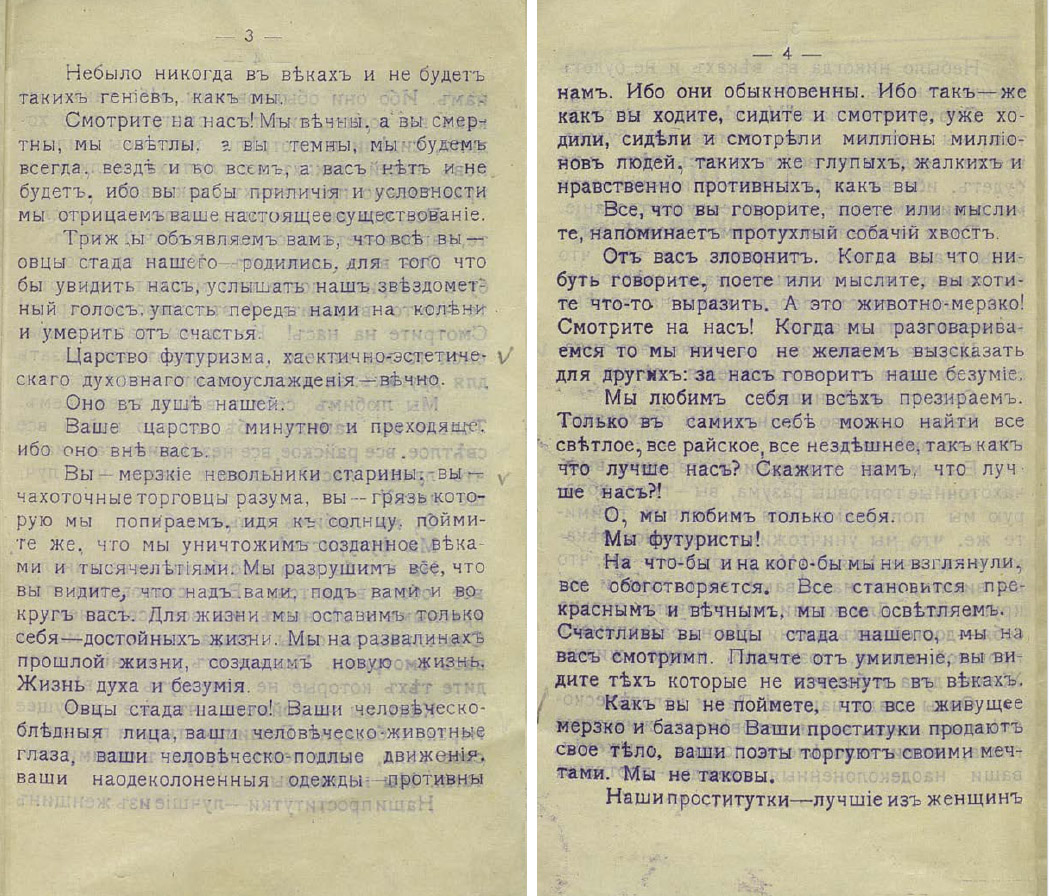 — 3 —
Небыло никогда въ вѣкахъ и не будетъ
такихъ геніевъ, какъ мы.
Смотрите на насъ! Мы вѣчны, а вы смер-
тны, мы свѣтлы, а вы темны, мы будемъ
всегда, вездѣ и во всемъ, а васъ нѣтъ и не
будетъ, ибо вы рабы приличія и условности
мы отрицаемъ ваше настоящее существованіе.
Триж ы объявляемъ вамъ, что всѣ вы—
овцы стада нашего—родились, для того что
бы увидить насъ, услышать нашъ звѣздомет-
ный голосъ, упасть передъ нами на колѣни
и умерить отъ счастья.
Царство футуризма, хаектично-эстетиче-
скаго духовнаго самоуслажденія—вѣчно.
Оно въ душѣ нашей.
Ваше царство минутно и преходяще,
ибо оно внѣ васъ.
Вы—мерзкіе невольники старины; вы—
чахоточные торговцы разума, вы—грязь кото-
рую мы попираемъ, идя къ солнцу, пойми-
те же, что мы уничтожимъ созданное вѣка-
ми и тысячелѣтіями. Мы разрушимъ все, что
вы видите, что надъ вами, подъ вами и во
кругъ васъ. Для жизни мы оставимъ только
себя—достойныхъ жизни. Мы на развалинахъ
прошлой жизни, создадимъ новую жизнь.
Жизнь духа и безумія.
Овцы стада нашего! Ваши человѣческо-
блѣдныя лица, ваши человѣческо-животные
глаза, ваши человѣческо-подлые движенія,
ваши наодеколоненныя одежды—противны
— 4 —
намъ. Ибо они обыкновенны. Ибо такъ—же
какъ вы ходите, сидите и смотрите, уже хо-
дили, сидѣли и смотрѣли милліоны милліо-
новъ людей, такихъ же глупыхъ, жалкихъ и
нравственно противныхъ, какъ вы
Все, что вы говорите, поете или мысли
те, напоминаетъ протухлый собачій хвостъ.
Отъ васъ зловонитъ. Когда вы что ни-
буть говорите, поете или мыслите, вы хоти-
те что-то выразить. А это животно-мерзко!
Смотрите на насъ! Когда мы разговарива-
емся то мы ничего не желаемъ вызсказать
для другихъ: за насъ говоритъ наше безуміе.
Мы любимъ себя и всѣхъ презираемъ.
Только въ самихъ себѣ можно найти все
свѣтлое, все райское, все нездѣшнее, такъ какъ
что лучше насъ? Скажите намъ, что луч
ше насъ?!
О, мы любимъ только себя.
Мы футуристы!
На что-бы и на кого-бы мы ни взглянули,
все обоготворяется. Все становится пре-
краснымъ и вѣчнымъ, мы все освѣтляемъ.
Счастливы вы овцы стада нашего, мы на
васъ смотримп. Плачте отъ умиленіе, вы ви-
дите тѣхъ которые не изчезнутъ въ вѣкахъ.
Какъ вы не поймете, что все живущее
мерзко и базарно Ваши проститутки продаютъ
свое тѣло, ваши поэты торгуютъ своими меч-
тами. Мы не таковы.
Наши проститутки—лучшіе изъ женщинъ